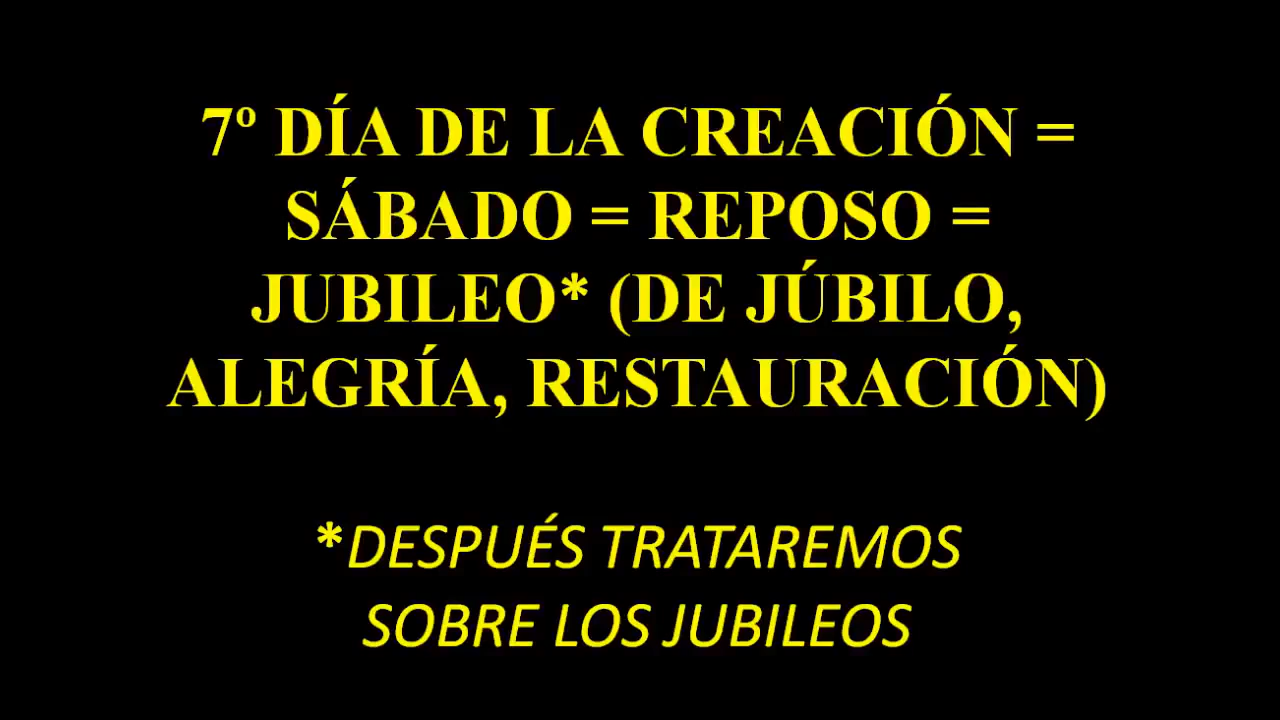 7º DÍA DE LA CREACIÓN =
SÁBADO = REPOSO =
JUBILEO* (DE JÚBILO,
ALEGRÍA, RESTAURACIÓN)
*DESPUÉS TRATAREMOS
SOBRE LOS JUBILEOS